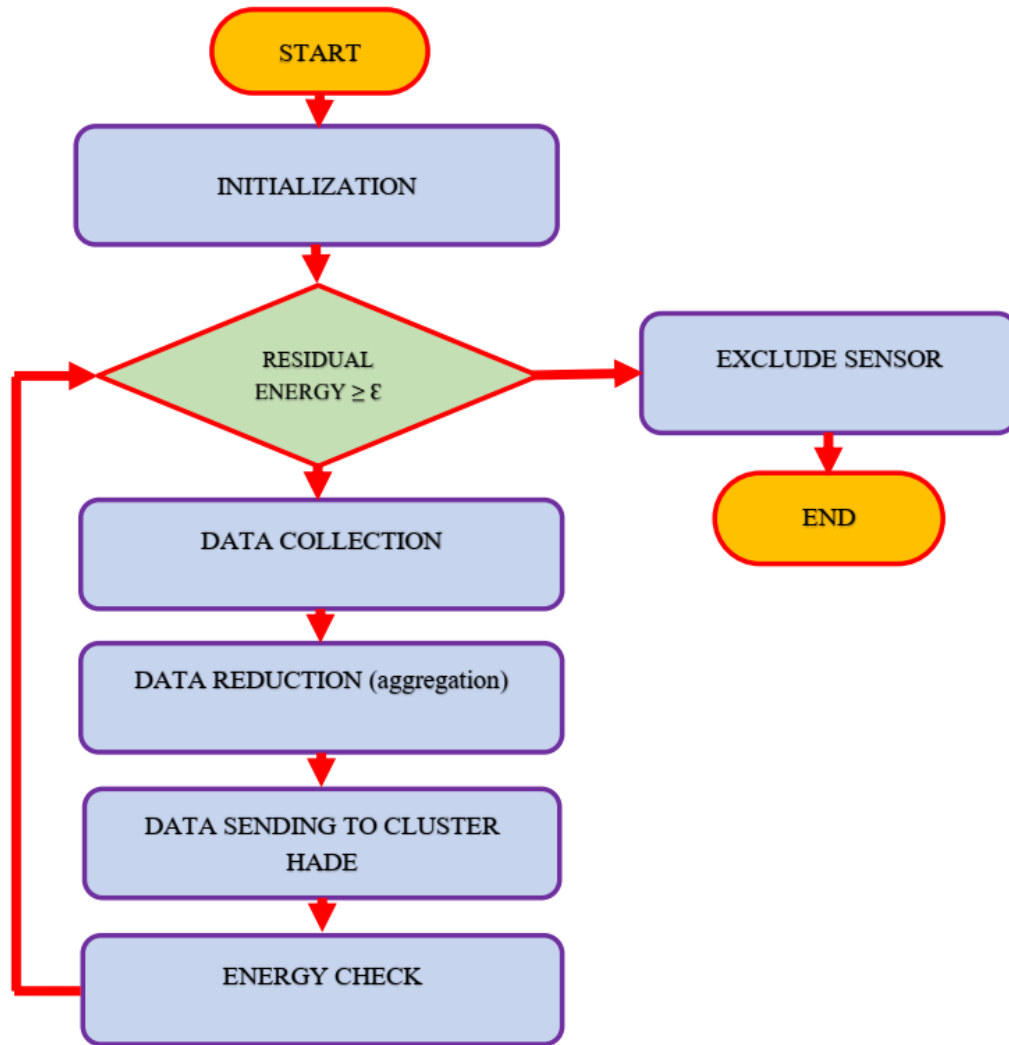 START
INITIALIZATION
RESIDUAL
ENERGY ≥ Ɛ
EXCLUDE SENSOR
END
DATA COLLECTION
DATA REDUCTION (aggregation)
DATA SENDING TO CLUSTER
HADE
ENERGY CHECK